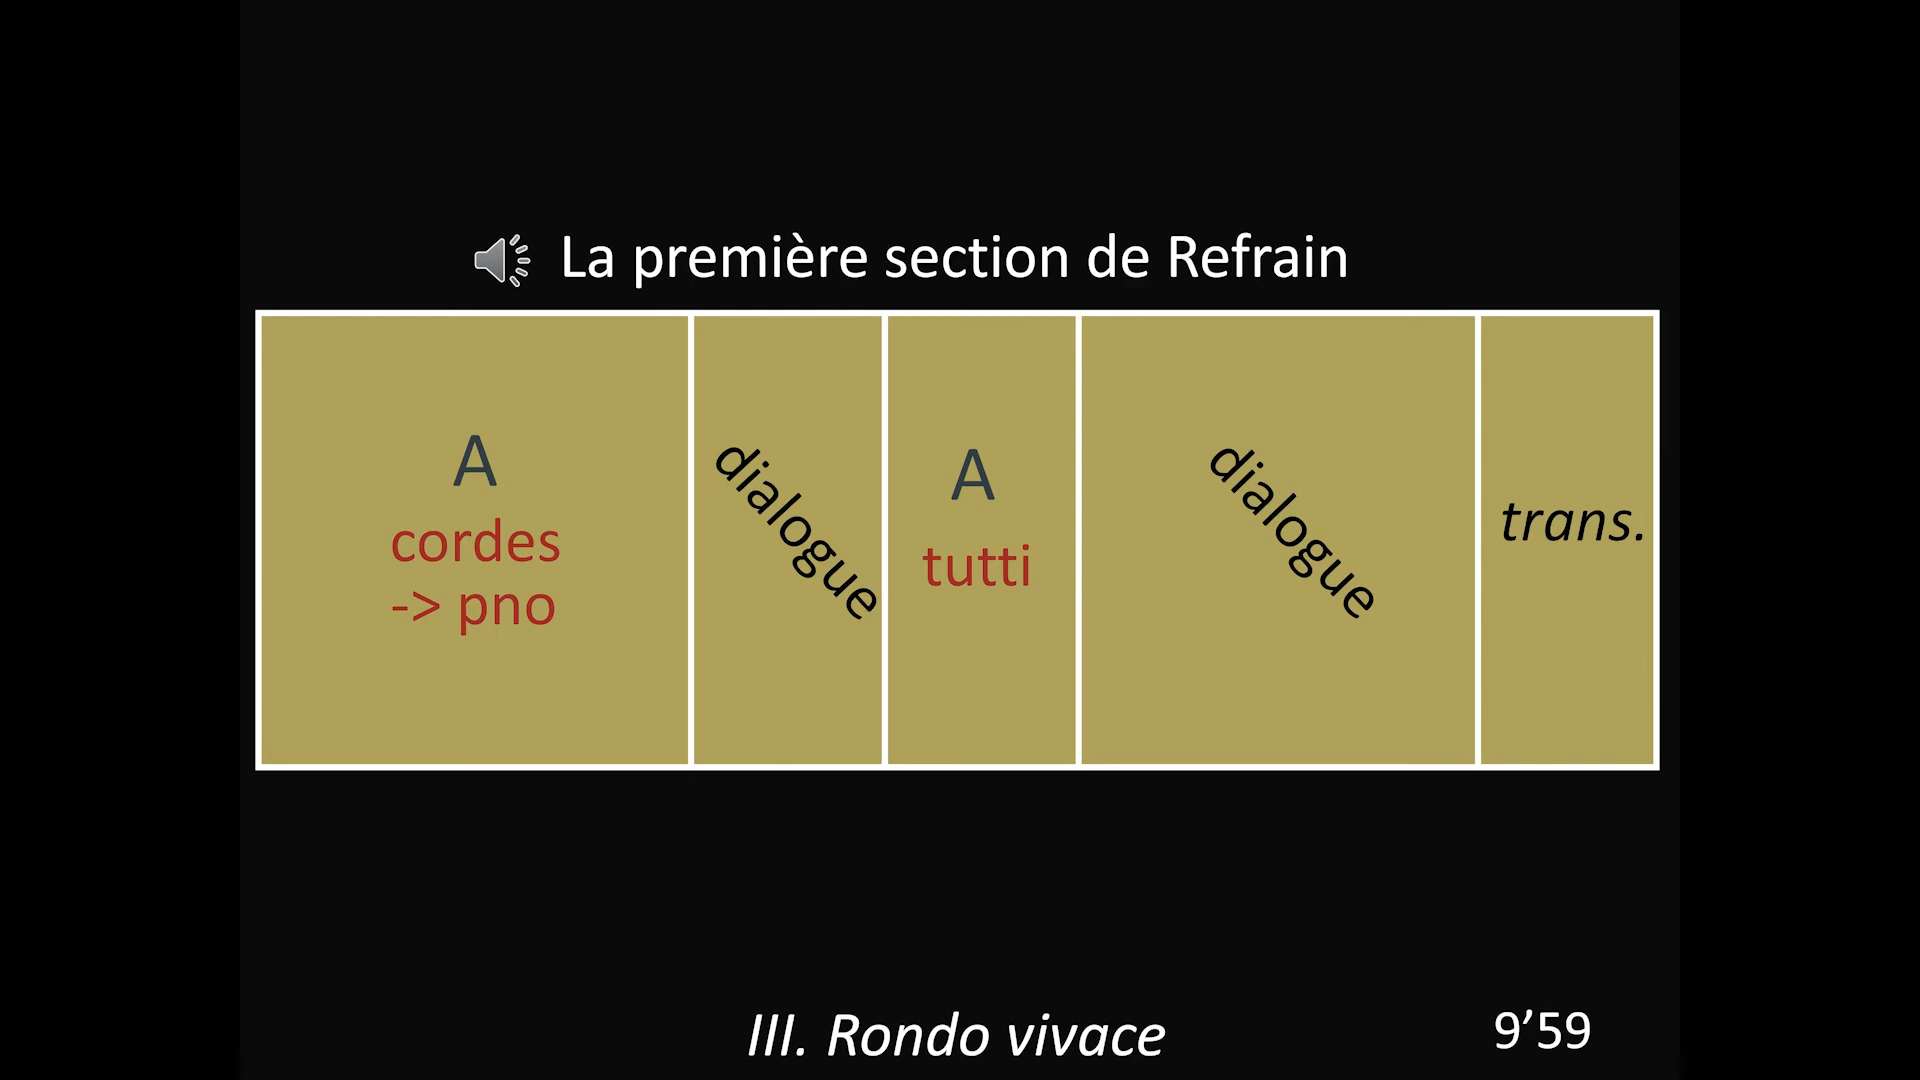 La première section de Refrain
A
cordes
-> pno
dialogue
A
tutti
dialogue
trans.
III. Rondo vivace
9’59